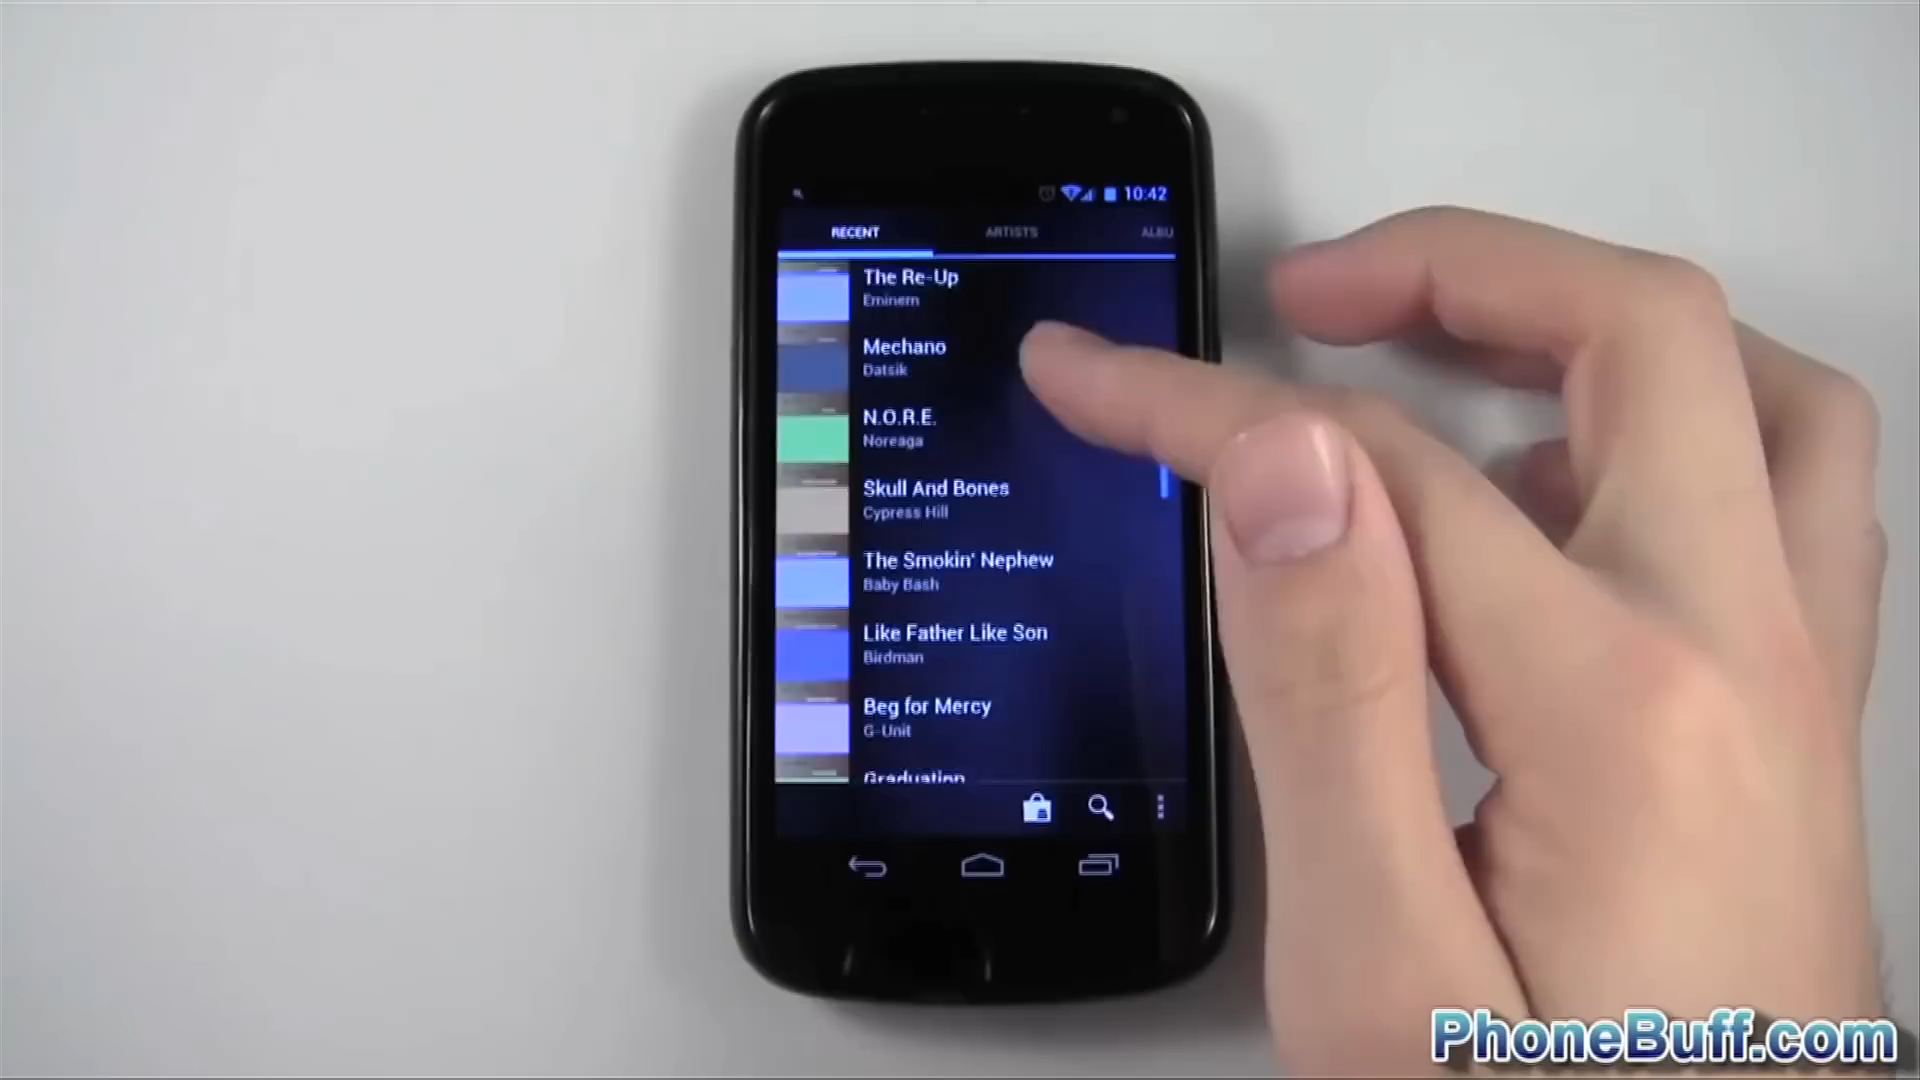 10:42
RECENT ARTISTS ALBU
The Re-Up
Eminem
Mechano
Datsik
N.O.R.E.
Noreaga
Skull And Bones
Cypress Hill
The Smokin' Nephew
Baby Bash
Like Father Like Son
Birdman
Beg for Mercy
G-Unit
Graduation
PhoneBuff.com